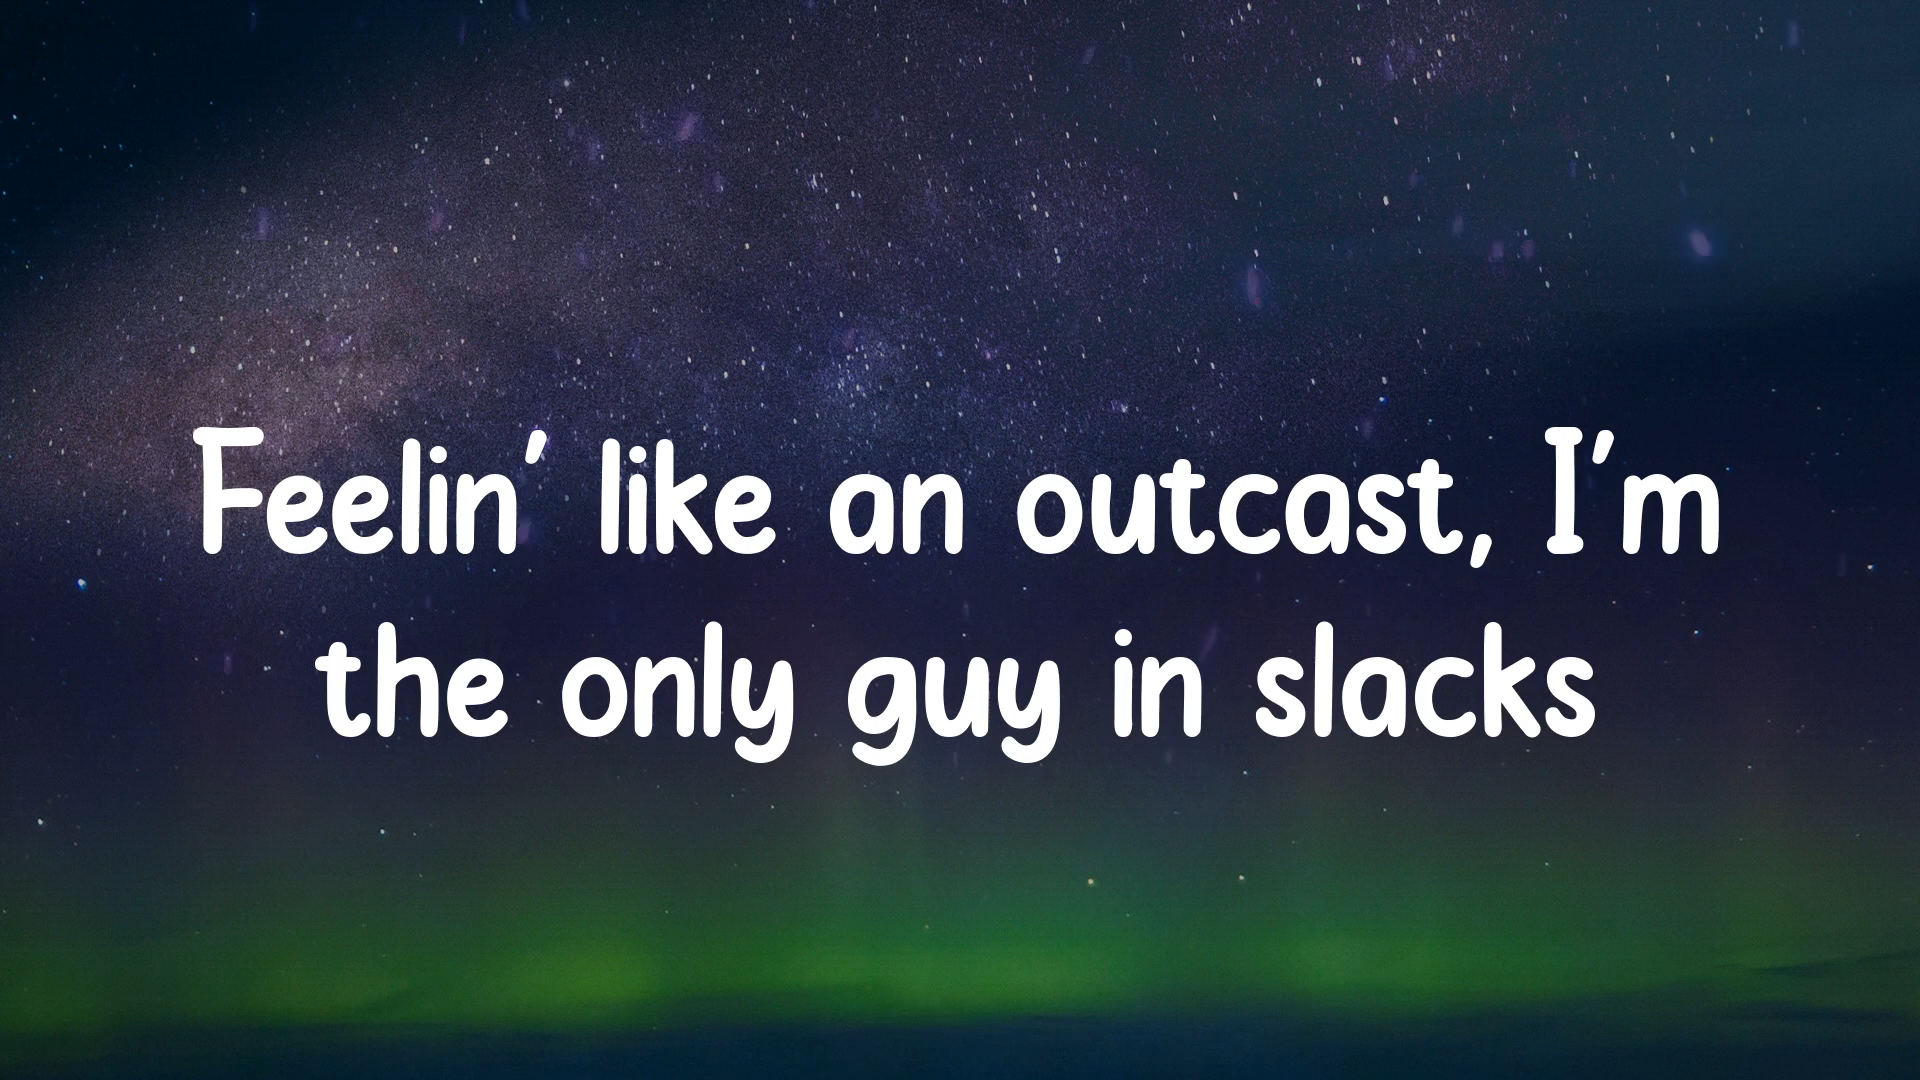 Feelin’ like an outcast, I’m
the only guy in slacks